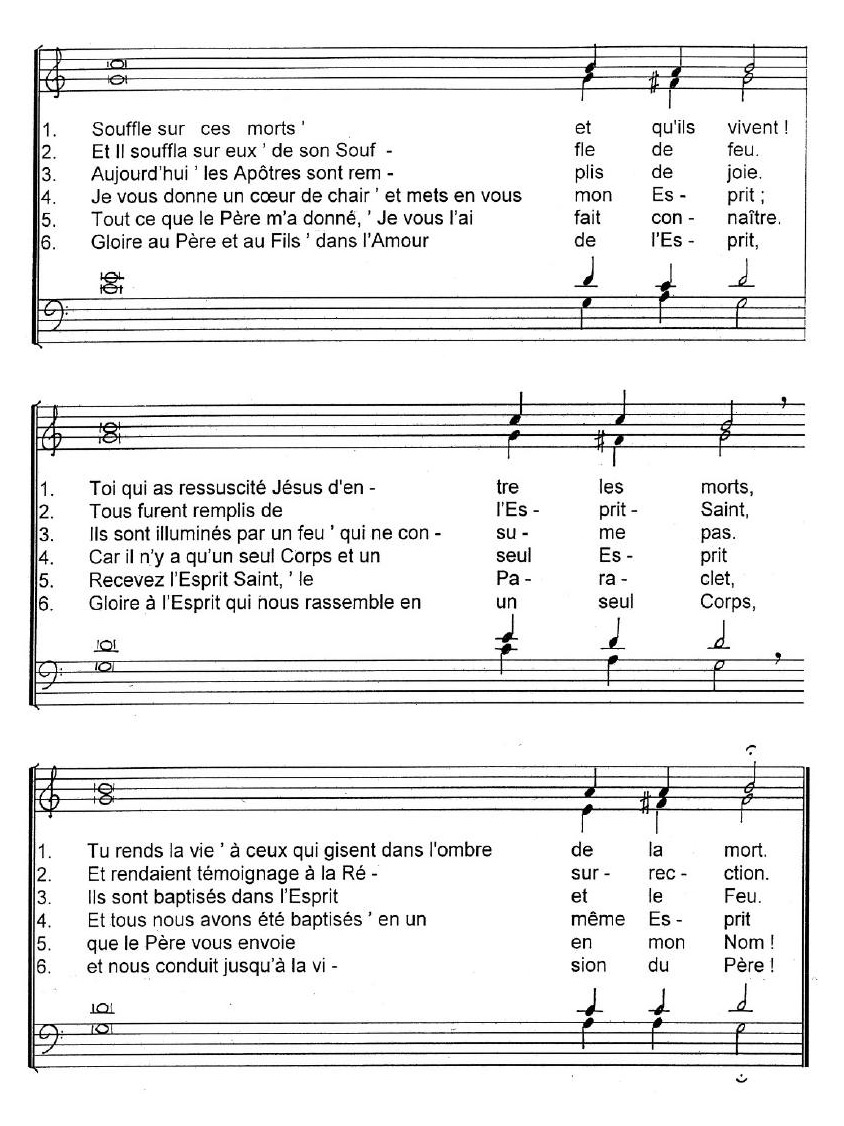 1. Souffle sur ces morts ' et qu'ils vivent !
2. Et Il souffla sur eux ' de son Souf - fle de feu.
3. Aujourd'hui ' les Apôtres sont rem - plis de joie.
4. Je vous donne un cœur de chair ' et mets en vous mon Es - prit ;
5. Tout ce que le Père m'a donné, ' Je vous l'ai fait con - naître.
6. Gloire au Père et au Fils ' dans l'Amour de l'Es - prit,
1. Toi qui as ressuscité Jésus d'en - tre les morts,
2. Tous furent remplis de l'Es - prit - Saint,
3. Ils sont illuminés par un feu ' qui ne con - su - me pas.
4. Car il n'y a qu'un seul Corps et un seul Es - prit
5. Recevez l'Esprit Saint, ' le Pa - ra - clet,
6. Gloire à l'Esprit qui nous rassemble en un seul Corps,
1. Tu rends la vie ' à ceux qui gisent dans l'ombre de la mort.
2. Et rendaient témoignage à la Ré - sur - rec - ction.
3. Ils sont baptisés dans l'Esprit et le Feu.
4. Et tous nous avons été baptisés ' en un même Es - prit
5. que le Père vous envoie en mon Nom !
6. et nous conduit jusqu'à la vi - sion du Père !